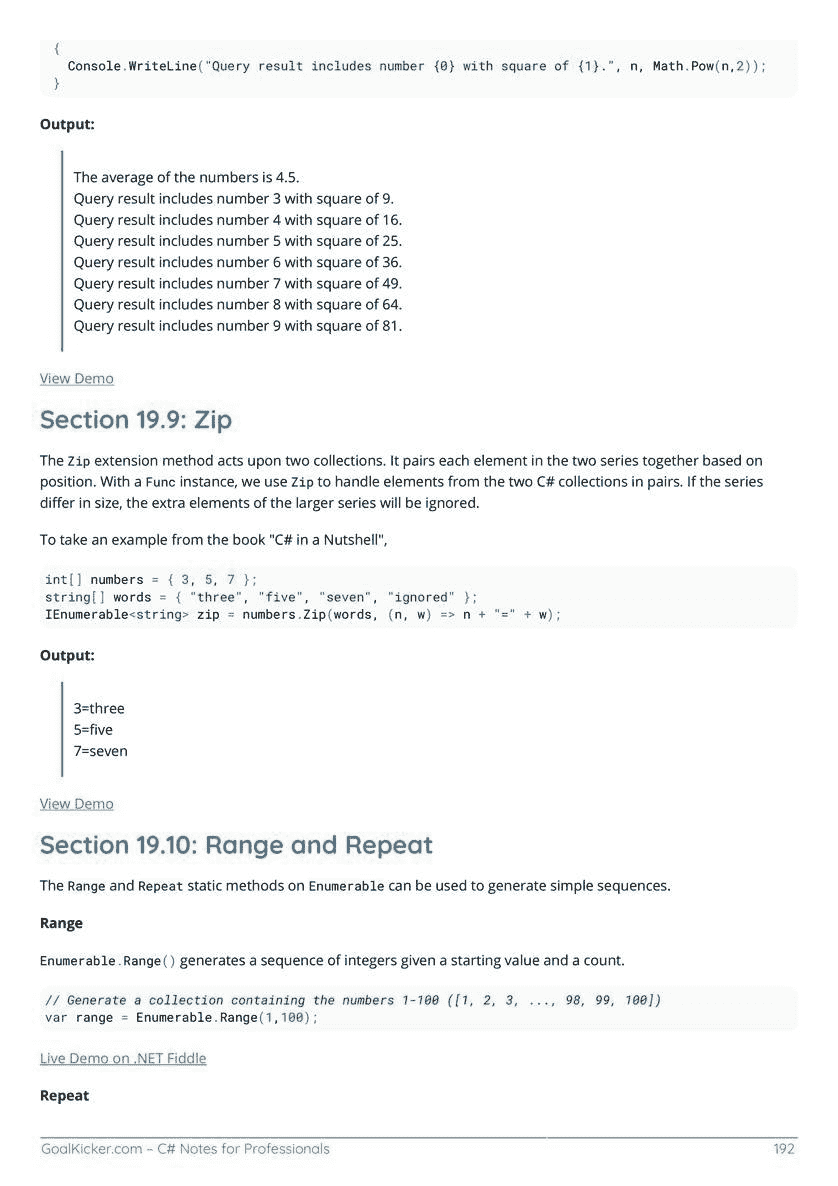 {
Console.WriteLine("Query result includes number {0} with square of {1}.", n, Math.Pow(n,2));
}
Output:
The average of the numbers is 4.5.
Query result includes number 3 with square of 9.
Query result includes number 4 with square of 16.
Query result includes number 5 with square of 25.
Query result includes number 6 with square of 36.
Query result includes number 7 with square of 49.
Query result includes number 8 with square of 64.
Query result includes number 9 with square of 81.
View Demo
Section 19.9: Zip
The Zip extension method acts upon two collections. It pairs each element in the two series together based on
position. With a Func instance, we use Zip to handle elements from the two C# collections in pairs. If the series
differ in size, the extra elements of the larger series will be ignored.
To take an example from the book "C# in a Nutshell",
int[] numbers = { 3, 5, 7 };
string[] words = { "three", "five", "seven", "ignored" };
IEnumerable<string> zip = numbers.Zip(words, (n, w) => n + "=" + w);
Output:
3=three
5=five
7=seven
View Demo
Section 19.10: Range and Repeat
The Range and Repeat static methods on Enumerable can be used to generate simple sequences.
Range
Enumerable.Range() generates a sequence of integers given a starting value and a count.
// Generate a collection containing the numbers 1-100 ([1, 2, 3, ..., 98, 99, 100])
var range = Enumerable.Range(1,100);
Live Demo on .NET Fiddle
Repeat
GoalKicker.com – C# Notes for Professionals 192